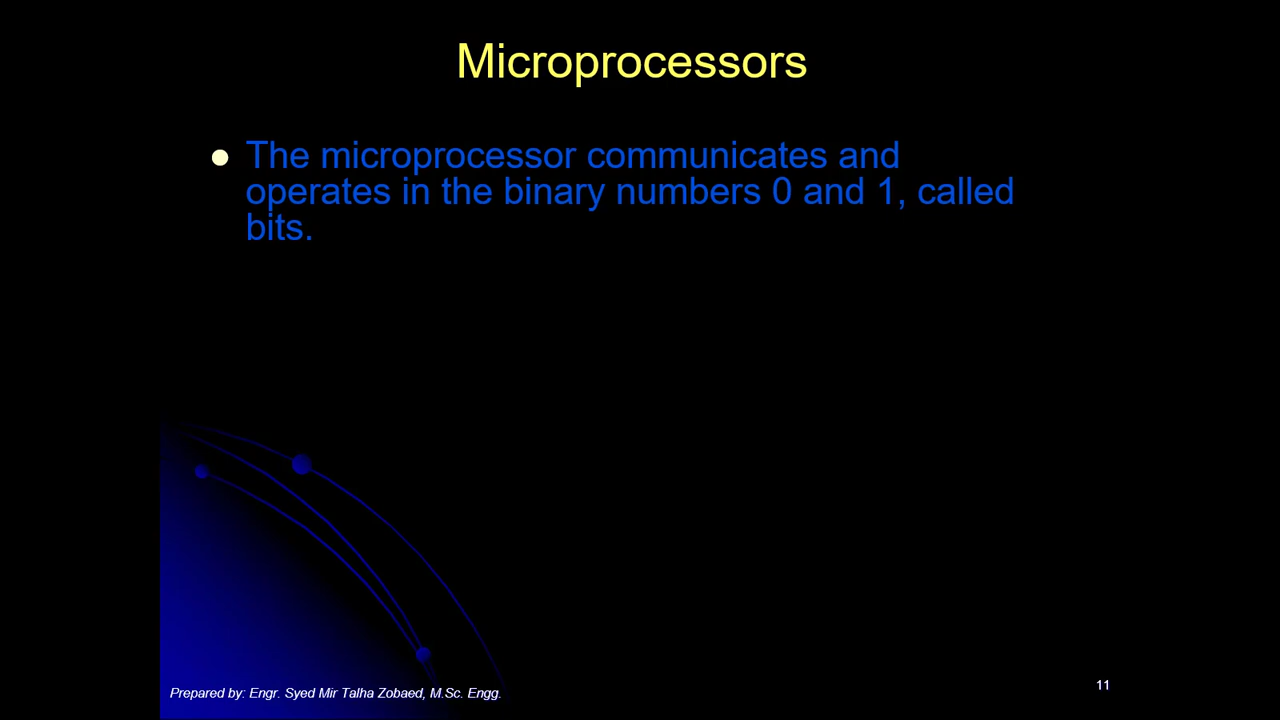 Microprocessors
The microprocessor communicates and
operates in the binary numbers 0 and 1, called
bits.
Prepared by: Engr. Syed Mir Talha Zobaed, M.Sc. Engg.
11